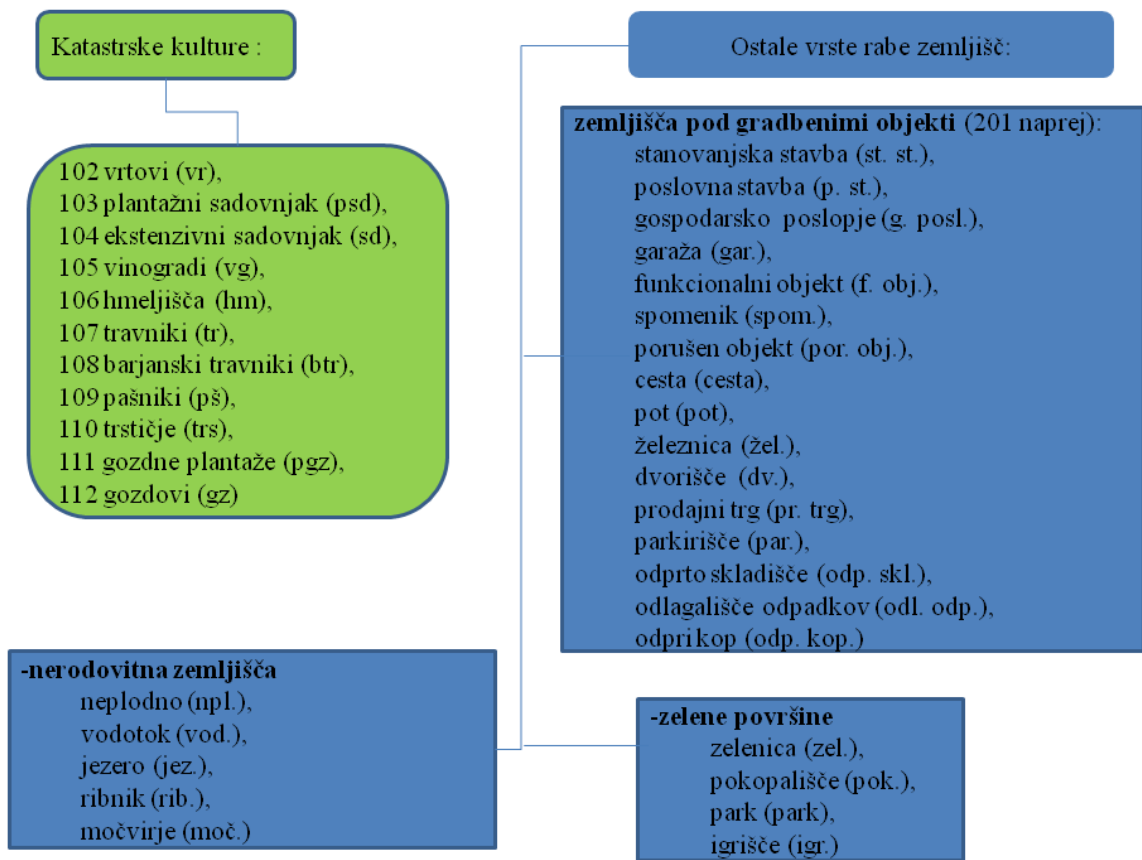 Katastrske kulture :
102 vrtovi (vr),
103 plantažni sadovnjak (psd),
104 ekstenzivni sadovnjak (sd),
105 vinogradi (vg),
106 hmeljišča (hm),
107 travniki (tr),
108 barjanski travniki (btr),
109 pašniki (pš),
110 trstičje (trs),
111 gozdne plantaže (pgz),
112 gozdovi (gz)
Ostale vrste rabe zemljišč:
zemljišča pod gradbenimi objekti (201 naprej):
stanovanjska stavba (st. st.),
poslovna stavba (p. st.),
gospodarsko poslopje (g. posl.),
garaža (gar.),
funkcionalni objekt (f. obj.),
spomenik (spom.),
porušen objekt (por. obj.),
cesta (cesta),
pot (pot),
železnica (žel.),
dvorišče (dv.),
prodajni trg (pr. trg),
parkirišče (par.),
odprto skladišče (odp. skl.),
odlagališče odpadkov (odl. odp.),
odpri kop (odp. kop.)
-nerodovitna zemljišča
neplodno (npl.),
vodotok (vod.),
jezero (jez.),
ribnik (rib.),
močvirje (moč.)
-zelene površine
zelenica (zel.),
pokopališče (pok.),
park (park),
igrišče (igr.)